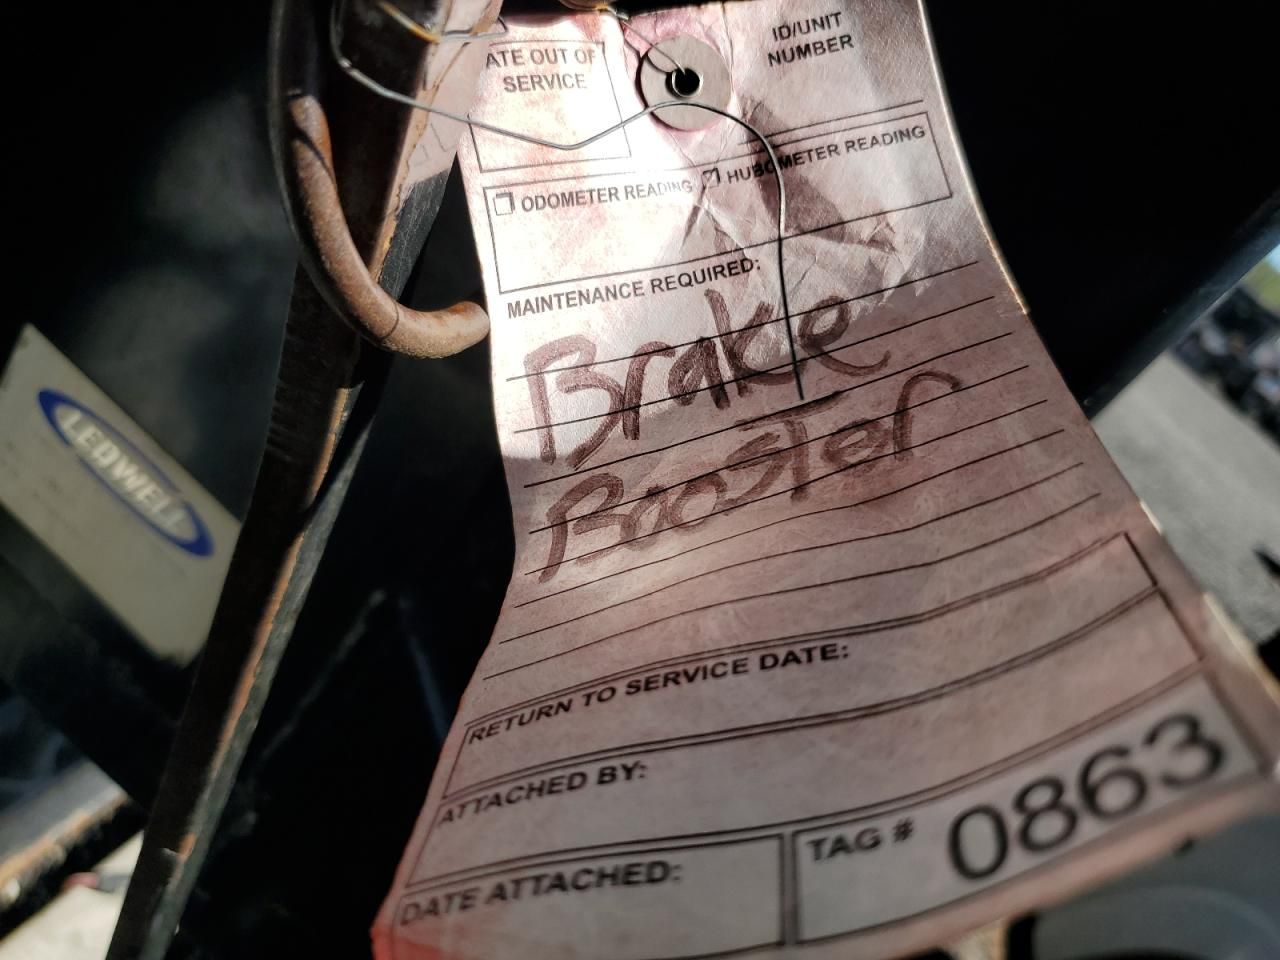 ATE OUT OF
SERVICE
ID/UNIT
NUMBER
ODOMETER READING
HUBOMETER READING
MAINTENANCE REQUIRED:
Brake
Booster
RETURN TO SERVICE DATE:
ATTACHED BY:
DATE ATTACHED:
TAG # 0863
LEDWELL